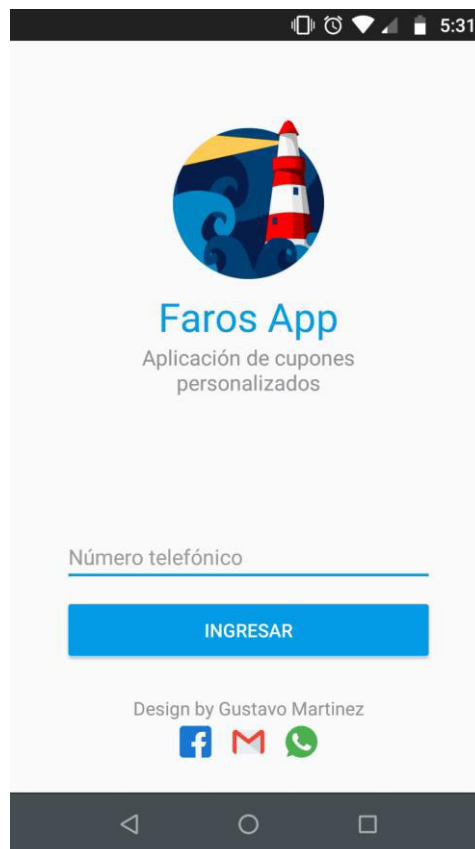 5:31
Faros App
Aplicación de cupones
personalizados
Número telefónico
INGRESAR
Design by Gustavo Martinez